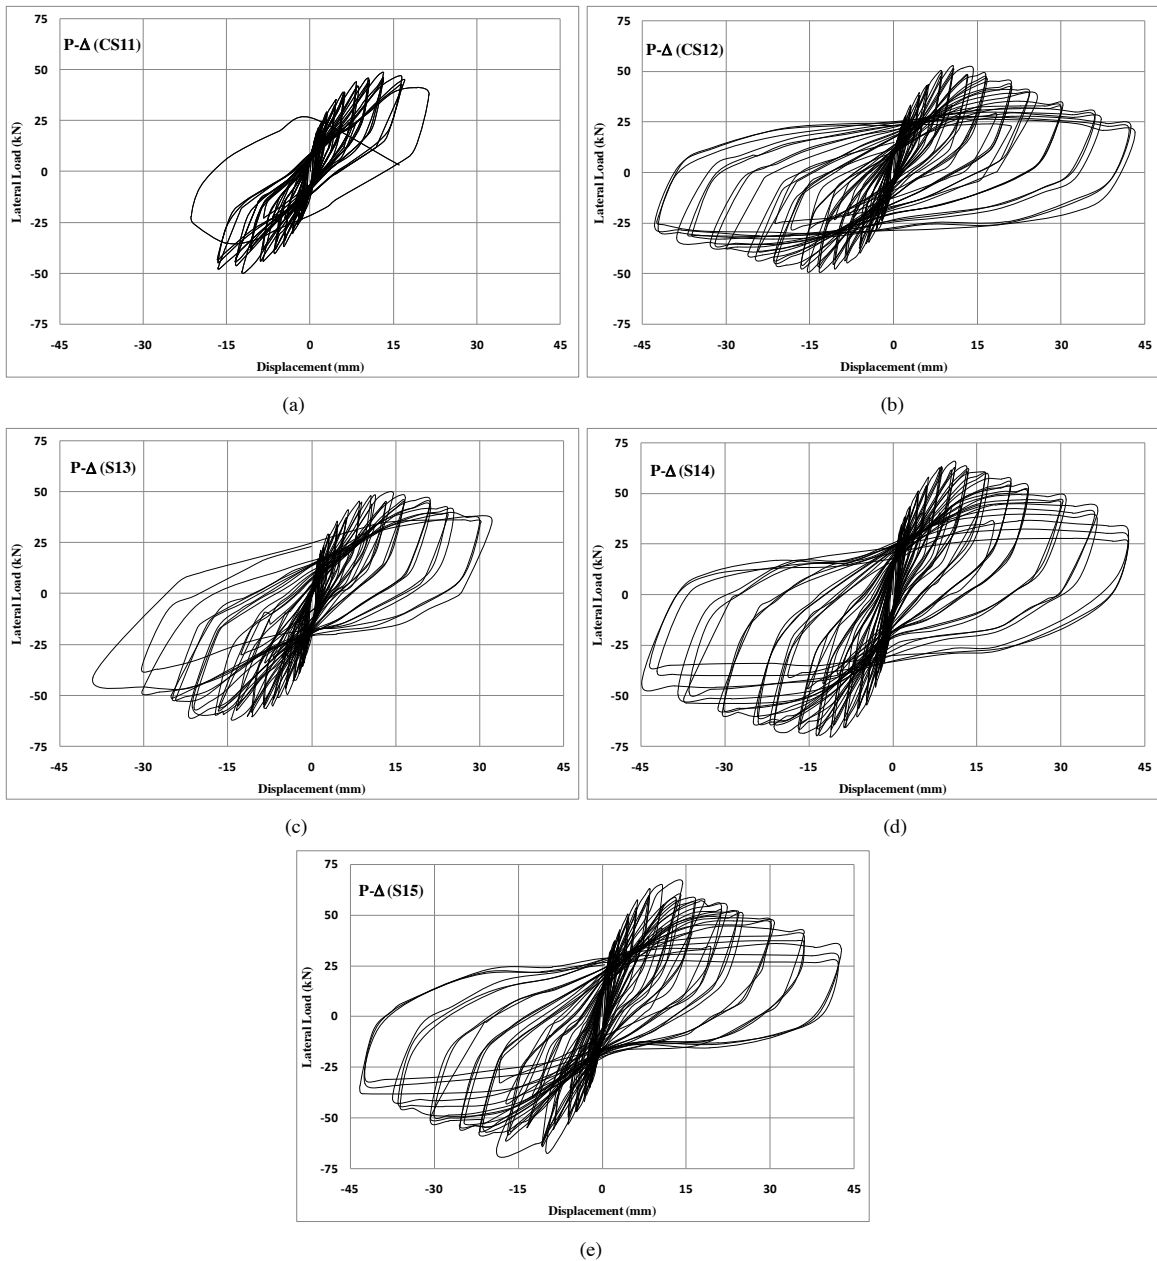 P-Δ (CS11)
Lateral Load (kN)
75
50
25
0
-25
-50
-75
-45 -30 -15 0 15 30 45
Displacement (mm)
(a)
P-Δ (CS12)
Lateral Load (kN)
75
50
25
0
-25
-50
-75
-45 -30 -15 0 15 30 45
Displacement (mm)
(b)
P-Δ (S13)
Lateral Load (kN)
75
50
25
0
-25
-50
-75
-45 -30 -15 0 15 30 45
Displacement (mm)
(c)
P-Δ (S14)
Lateral Load (kN)
75
50
25
0
-25
-50
-75
-45 -30 -15 0 15 30 45
Displacement (mm)
(d)
P-Δ (S15)
Lateral Load (kN)
75
50
25
0
-25
-50
-75
-45 -30 -15 0 15 30 45
Displacement (mm)
(e)